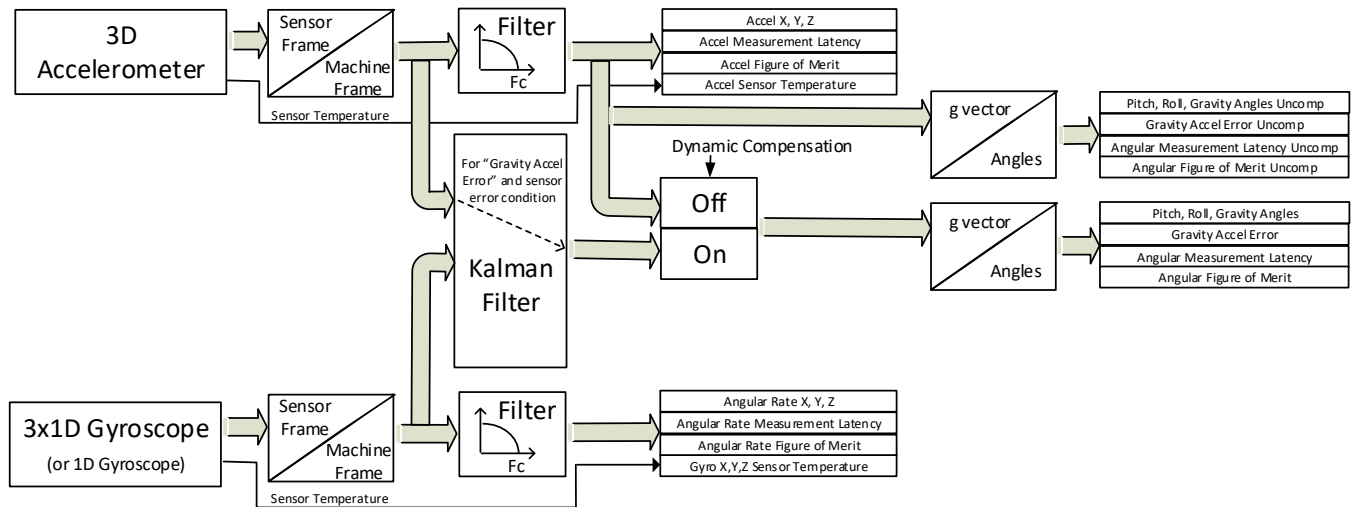 3D
Accelerometer
Sensor
Frame
Machine
Frame
Sensor Temperature
Filter
Fc
Accel X, Y, Z
Accel Measurement Latency
Accel Figure of Merit
Accel Sensor Temperature
g vector
Angles
Pitch, Roll, Gravity Angles Uncomp
Gravity Accel Error Uncomp
Angular Measurement Latency Uncomp
Angular Figure of Merit Uncomp
For “Gravity Accel
Error” and sensor
error condition
Kalman
Filter
Dynamic Compensation
Off
On
g vector
Angles
Pitch, Roll, Gravity Angles
Gravity Accel Error
Angular Measurement Latency
Angular Figure of Merit
3x1D Gyroscope
(or 1D Gyroscope)
Sensor
Frame
Machine
Frame
Sensor Temperature
Filter
Fc
Angular Rate X, Y, Z
Angular Rate Measurement Latency
Angular Rate Figure of Merit
Gyro X,Y,Z Sensor Temperature